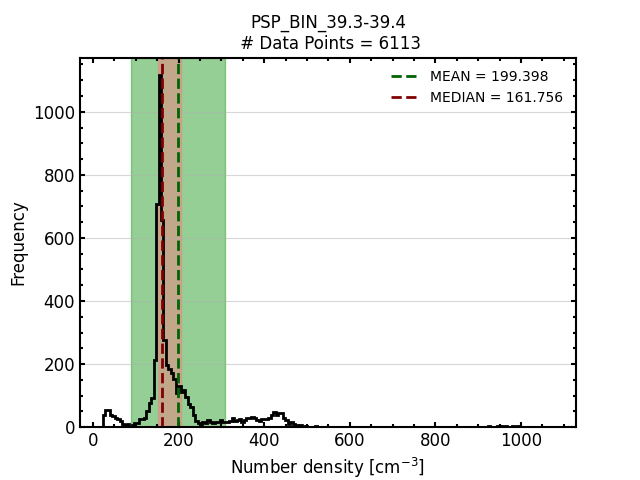 PSP_BIN_39.3-39.4
# Data Points = 6113
MEAN = 199.398
MEDIAN = 161.756
Frequency
1000
800
600
400
200
0
0 200 400 600 800 1000
Number density [cm⁻³]